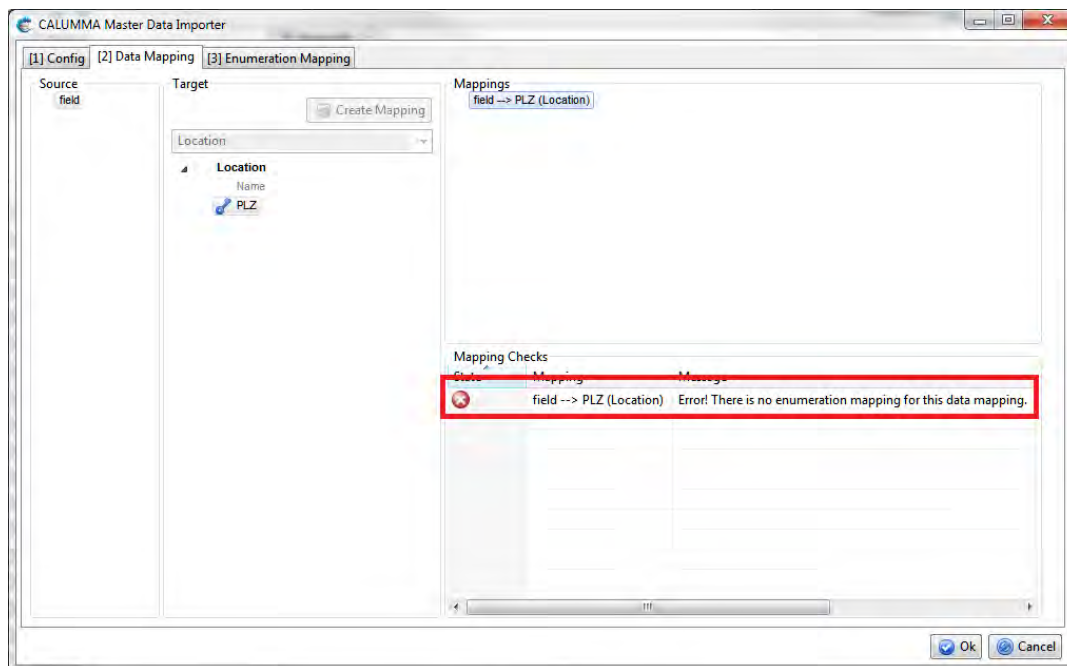 CALUMMA Master Data Importer
[1] Config [2] Data Mapping [3] Enumeration Mapping
Source Target Mappings
field field --> PLZ (Location)
Create Mapping
Location
Location
Name
PLZ
Mapping Checks
State Mapping Message
field --> PLZ (Location) Error! There is no enumeration mapping for this data mapping.
Ok Cancel